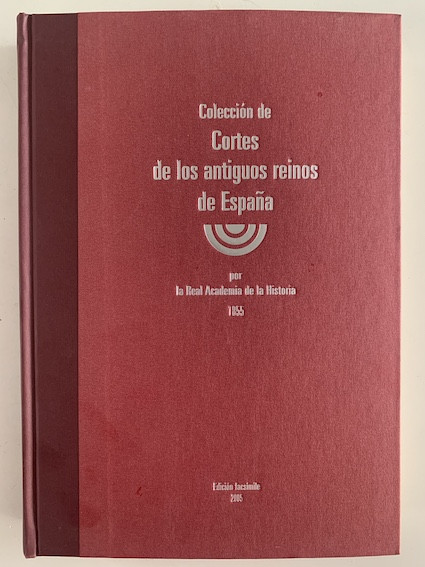 Colección de
Cortes
de los antiguos reinos
de España
por
la Real Academia de la Historia
1855
Edición facsímile
2005